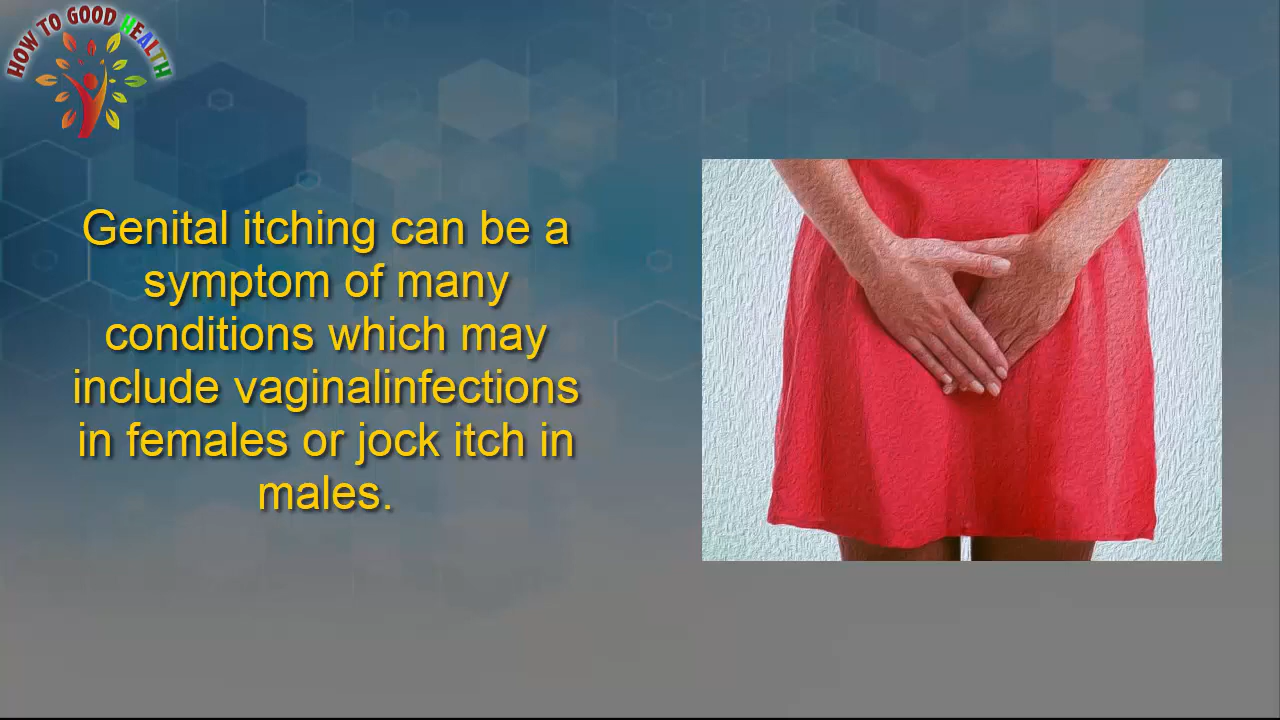 HOW TO GOOD HEALTH
Genital itching can be a
symptom of many
conditions which may
include vaginalinfections
in females or jock itch in
males.